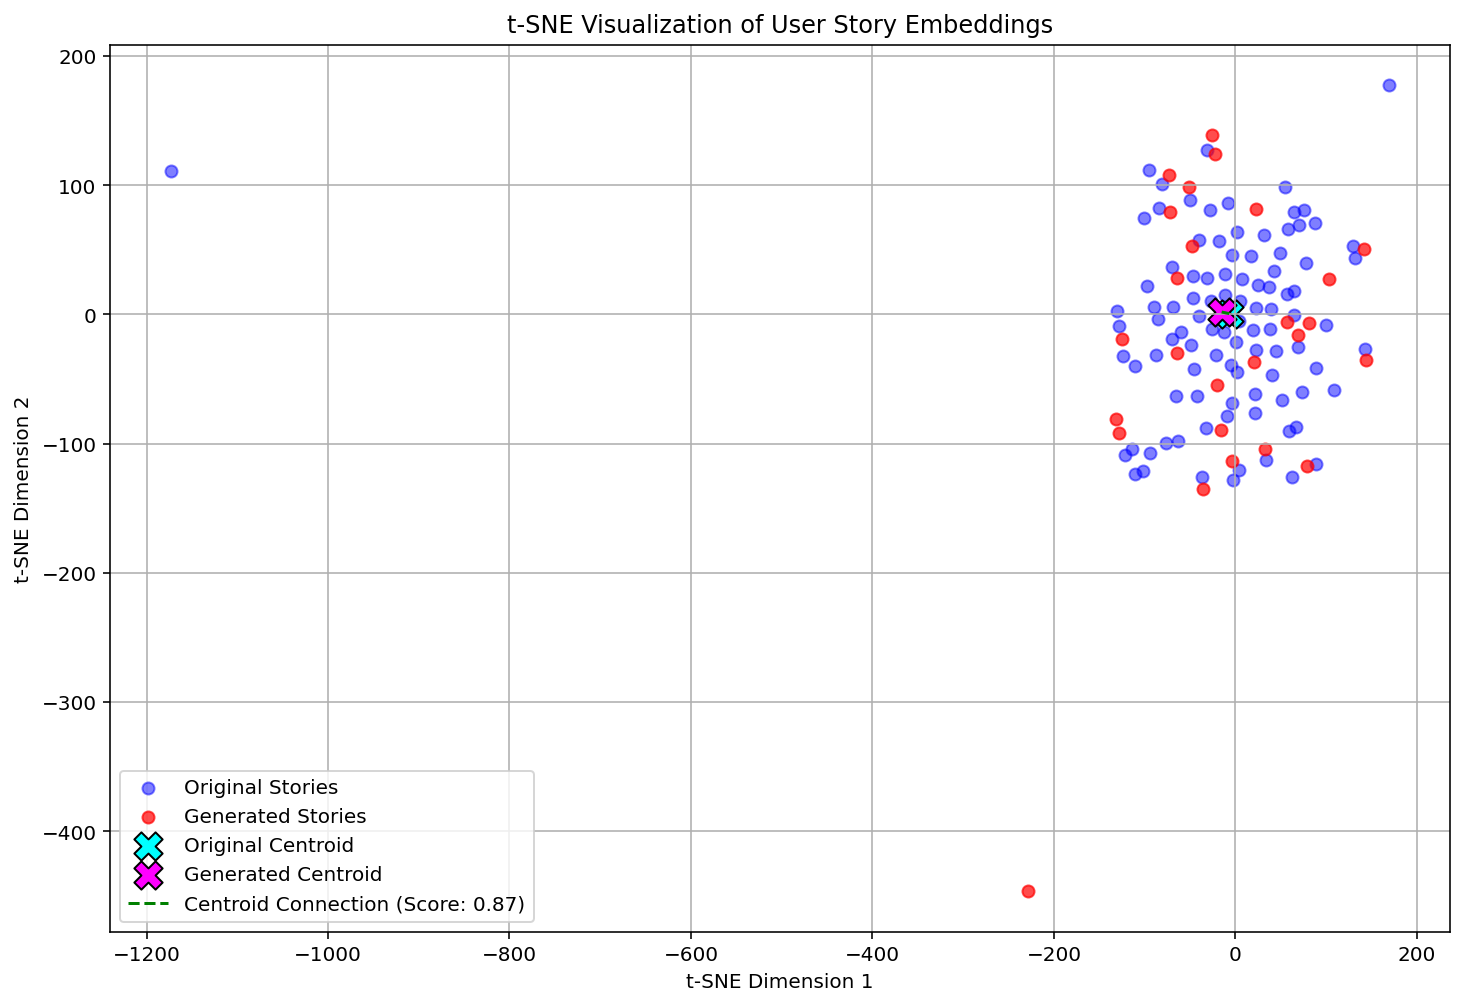 t-SNE Visualization of User Story Embeddings
200
100
0
−100
−200
−300
−400
t-SNE Dimension 2
Original Stories
Generated Stories
Original Centroid
Generated Centroid
Centroid Connection (Score: 0.87)
−1200
−1000
−800
−600
−400
−200
0
200
t-SNE Dimension 1